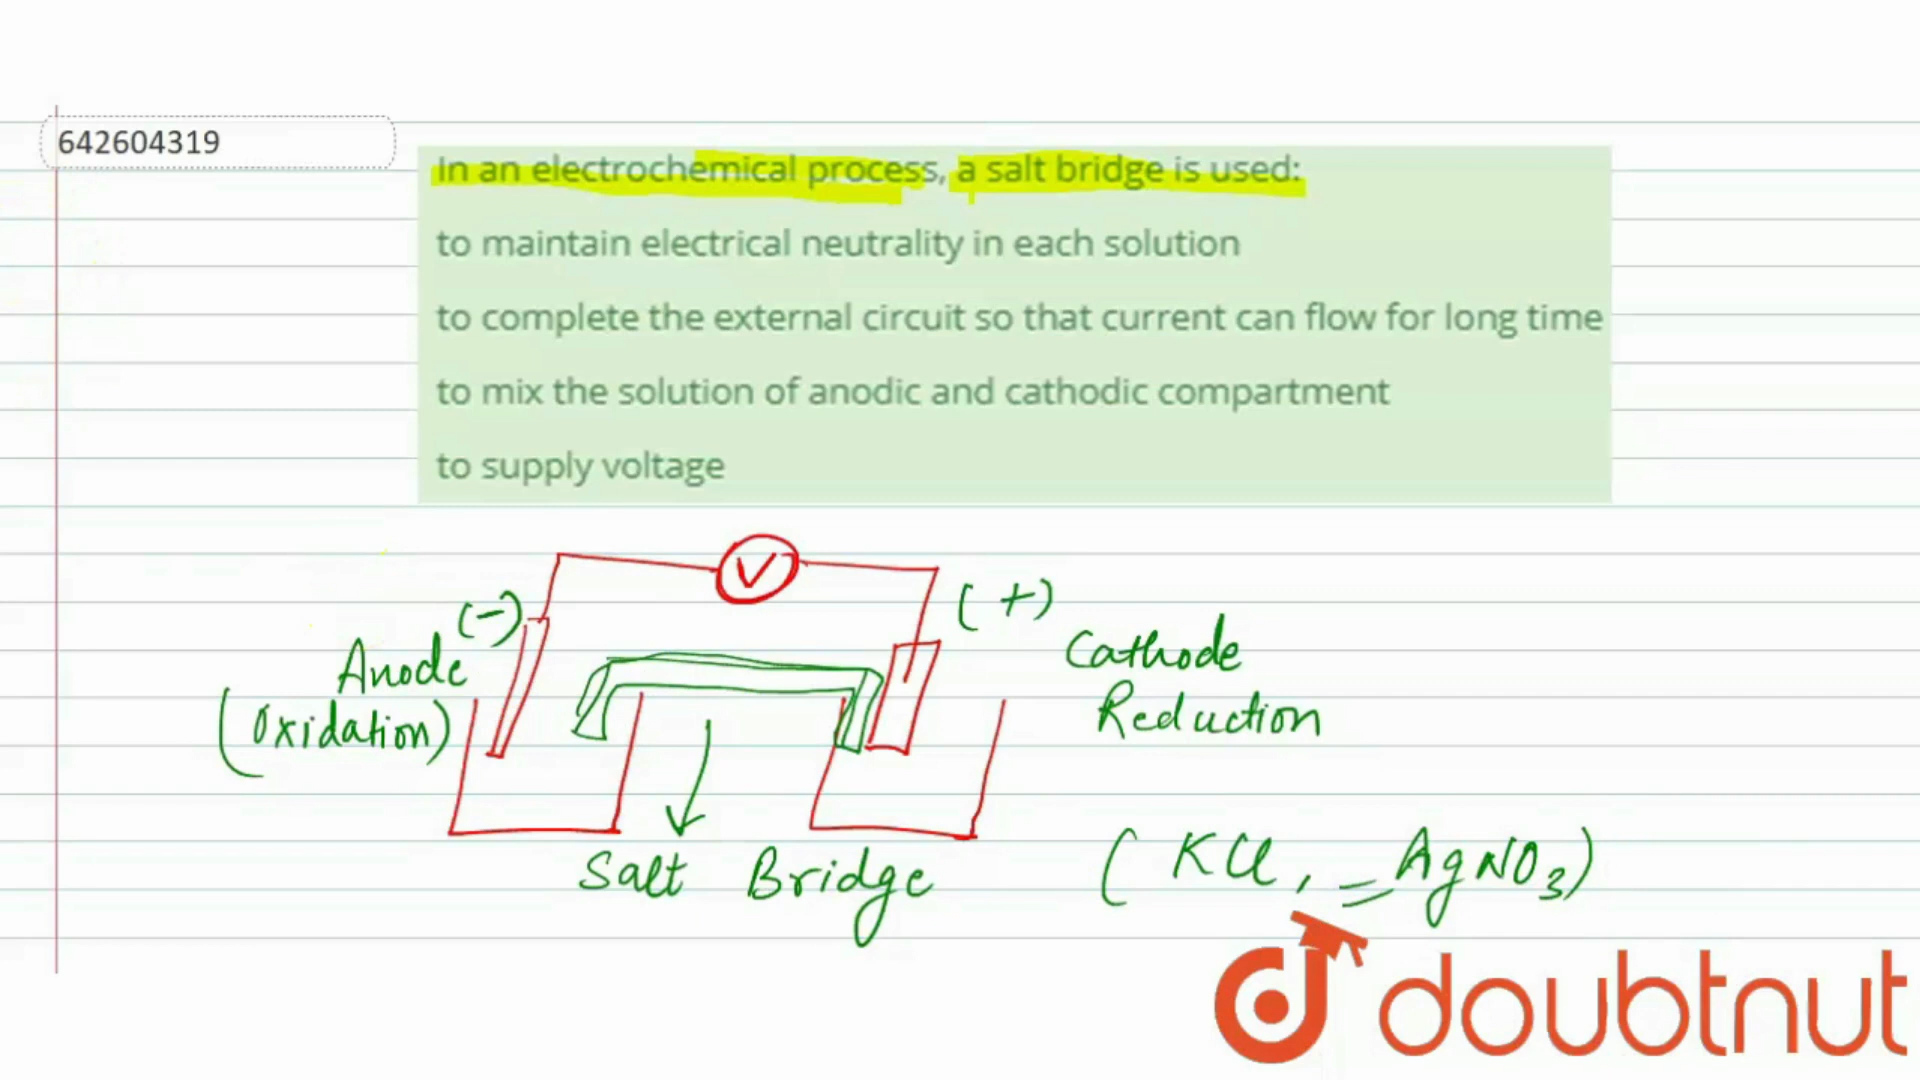 642604319
In an electrochemical process, a salt bridge is used:
to maintain electrical neutrality in each solution
to complete the external circuit so that current can flow for long time
to mix the solution of anodic and cathodic compartment
to supply voltage
V
(-)
(+)
Anode
(Oxidation)
Cathode
Reduction
Salt Bridge
(KCl, = AgNO3)
doubtnut